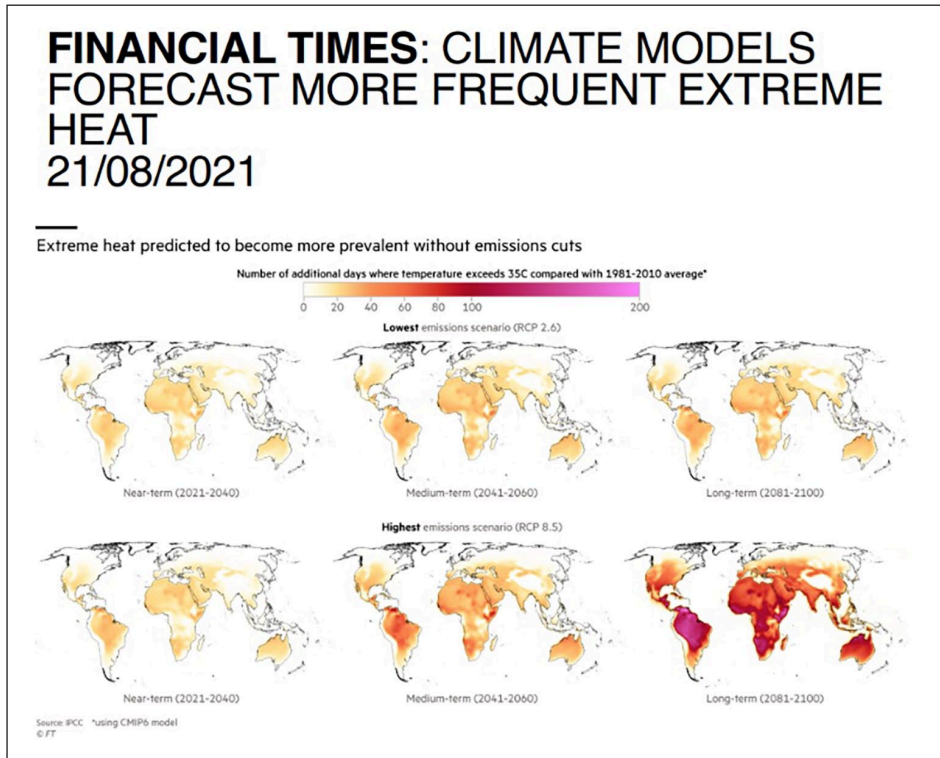 FINANCIAL TIMES: CLIMATE MODELS
FORECAST MORE FREQUENT EXTREME
HEAT
21/08/2021
Extreme heat predicted to become more prevalent without emissions cuts
Number of additional days where temperature exceeds 35C compared with 1981-2010 average*
0 20 40 60 80 100 200
Lowest emissions scenario (RCP 2.6)
Near-term (2021-2040) Medium-term (2041-2060) Long-term (2081-2100)
Highest emissions scenario (RCP 8.5)
Near-term (2021-2040) Medium-term (2041-2060) Long-term (2081-2100)
Source: IPCC *using CMIP6 model
© FT